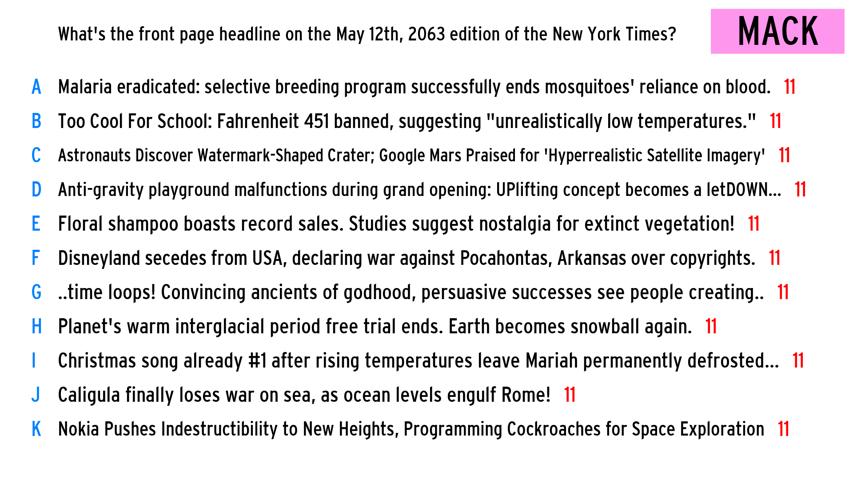 What's the front page headline on the May 12th, 2063 edition of the New York Times?
MACK
A Malaria eradicated: selective breeding program successfully ends mosquitoes' reliance on blood. 11
B Too Cool For School: Fahrenheit 451 banned, suggesting "unrealistically low temperatures." 11
C Astronauts Discover Watermark-Shaped Crater; Google Mars Praised for 'Hyperrealistic Satellite Imagery' 11
D Anti-gravity playground malfunctions during grand opening: UPlifting concept becomes a letDOWN... 11
E Floral shampoo boasts record sales. Studies suggest nostalgia for extinct vegetation! 11
F Disneyland secedes from USA, declaring war against Pocahontas, Arkansas over copyrights. 11
G ..time loops! Convincing ancients of godhood, persuasive successes see people creating.. 11
H Planet's warm interglacial period free trial ends. Earth becomes snowball again. 11
I Christmas song already #1 after rising temperatures leave Mariah permanently defrosted... 11
J Caligula finally loses war on sea, as ocean levels engulf Rome! 11
K Nokia Pushes Indestructibility to New Heights, Programming Cockroaches for Space Exploration 11